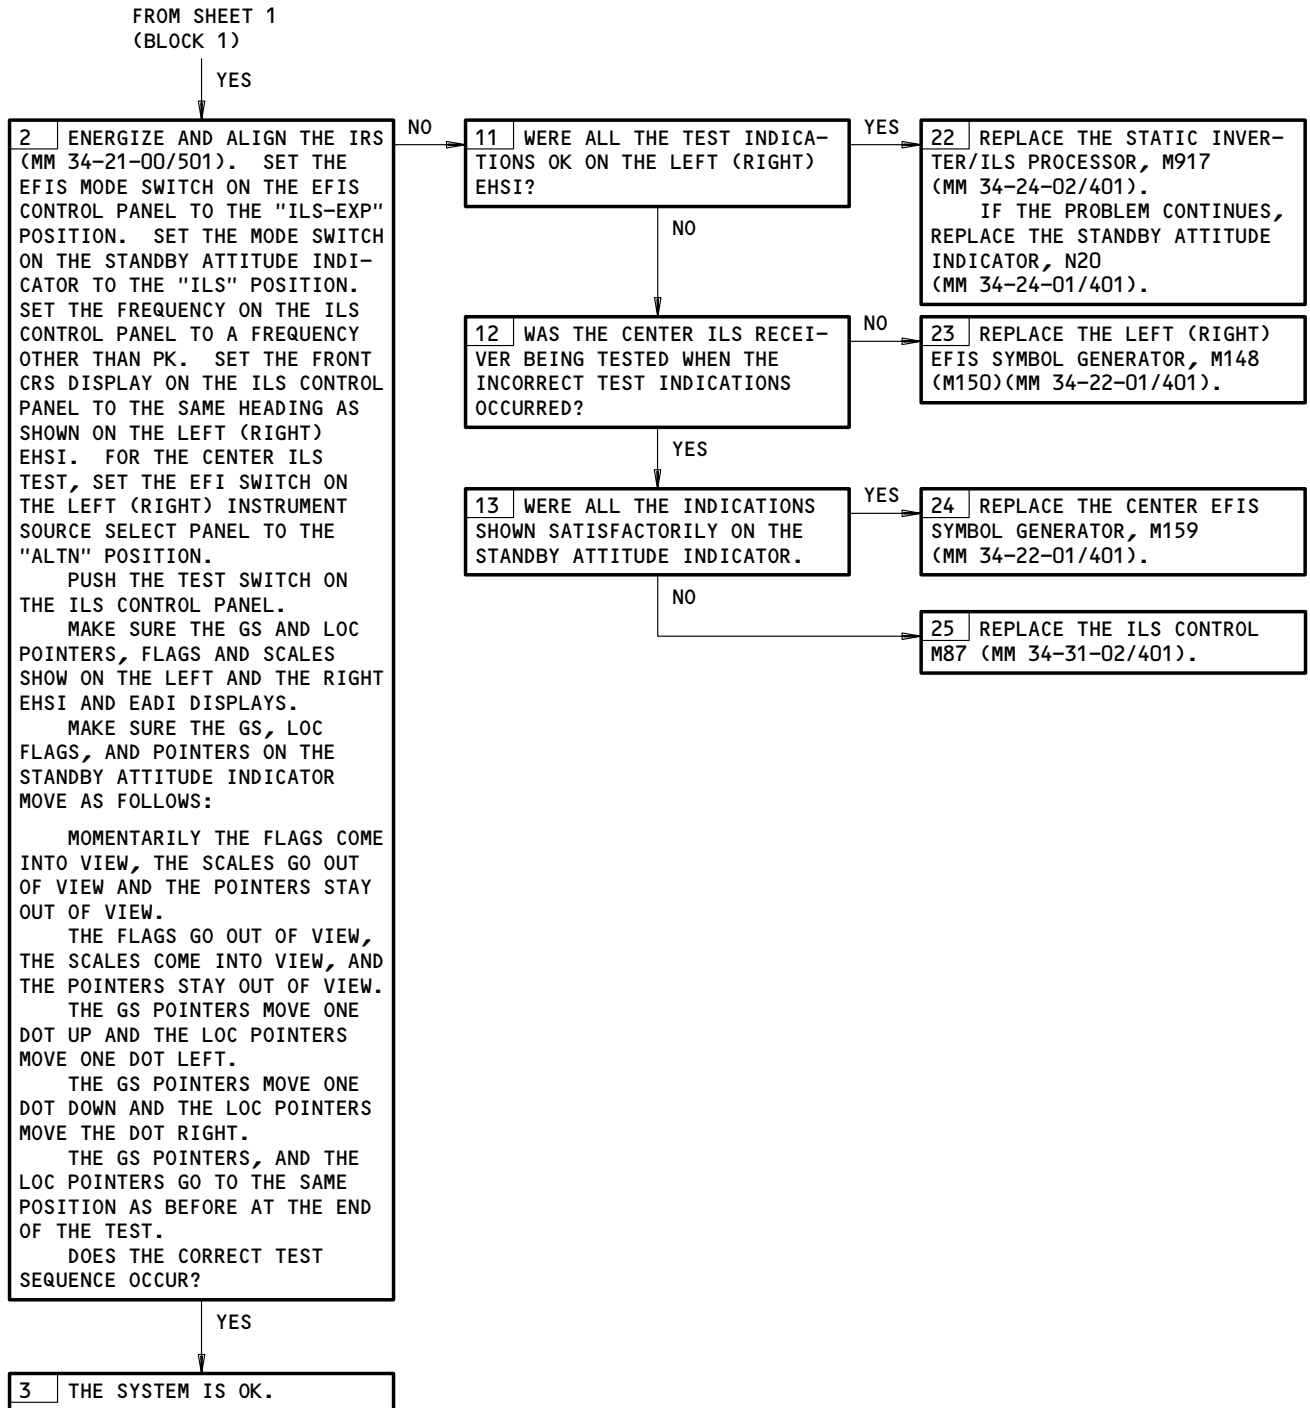 FROM SHEET 1
(BLOCK 1)
YES
2 ENERGIZE AND ALIGN THE IRS
(MM 34-21-00/501). SET THE
EFIS MODE SWITCH ON THE EFIS
CONTROL PANEL TO THE "ILS-EXP"
POSITION. SET THE MODE SWITCH
ON THE STANDBY ATTITUDE INDI-
CATOR TO THE "ILS" POSITION.
SET THE FREQUENCY ON THE ILS
CONTROL PANEL TO A FREQUENCY
OTHER THAN PK. SET THE FRONT
CRS DISPLAY ON THE ILS CONTROL
PANEL TO THE SAME HEADING AS
SHOWN ON THE LEFT (RIGHT)
EHSI. FOR THE CENTER ILS
TEST, SET THE EFI SWITCH ON
THE LEFT (RIGHT) INSTRUMENT
SOURCE SELECT PANEL TO THE
"ALTN" POSITION.
PUSH THE TEST SWITCH ON
THE ILS CONTROL PANEL.
MAKE SURE THE GS AND LOC
POINTERS, FLAGS AND SCALES
SHOW ON THE LEFT AND THE RIGHT
EHSI AND EADI DISPLAYS.
MAKE SURE THE GS, LOC
FLAGS, AND POINTERS ON THE
STANDBY ATTITUDE INDICATOR
MOVE AS FOLLOWS:
MOMENTARILY THE FLAGS COME
INTO VIEW, THE SCALES GO OUT
OF VIEW AND THE POINTERS STAY
OUT OF VIEW.
THE FLAGS GO OUT OF VIEW,
THE SCALES COME INTO VIEW, AND
THE POINTERS STAY OUT OF VIEW.
THE GS POINTERS MOVE ONE
DOT UP AND THE LOC POINTERS
MOVE ONE DOT LEFT.
THE GS POINTERS MOVE ONE
DOT DOWN AND THE LOC POINTERS
MOVE THE DOT RIGHT.
THE GS POINTERS, AND THE
LOC POINTERS GO TO THE SAME
POSITION AS BEFORE AT THE END
OF THE TEST.
DOES THE CORRECT TEST
SEQUENCE OCCUR?
YES
3 THE SYSTEM IS OK.
NO
11 WERE ALL THE TEST INDICA-
TIONS OK ON THE LEFT (RIGHT)
EHSI?
NO
12 WAS THE CENTER ILS RECEI-
VER BEING TESTED WHEN THE
INCORRECT TEST INDICATIONS
OCCURRED?
YES
13 WERE ALL THE INDICATIONS
SHOWN SATISFACTORILY ON THE
STANDBY ATTITUDE INDICATOR.
NO
YES
22 REPLACE THE STATIC INVER-
TER/ILS PROCESSOR, M917
(MM 34-24-02/401).
IF THE PROBLEM CONTINUES,
REPLACE THE STANDBY ATTITUDE
INDICATOR, N20
(MM 34-24-01/401).
NO
23 REPLACE THE LEFT (RIGHT)
EFIS SYMBOL GENERATOR, M148
(M150)(MM 34-22-01/401).
YES
24 REPLACE THE CENTER EFIS
SYMBOL GENERATOR, M159
(MM 34-22-01/401).
25 REPLACE THE ILS CONTROL
M87 (MM 34-31-02/401).